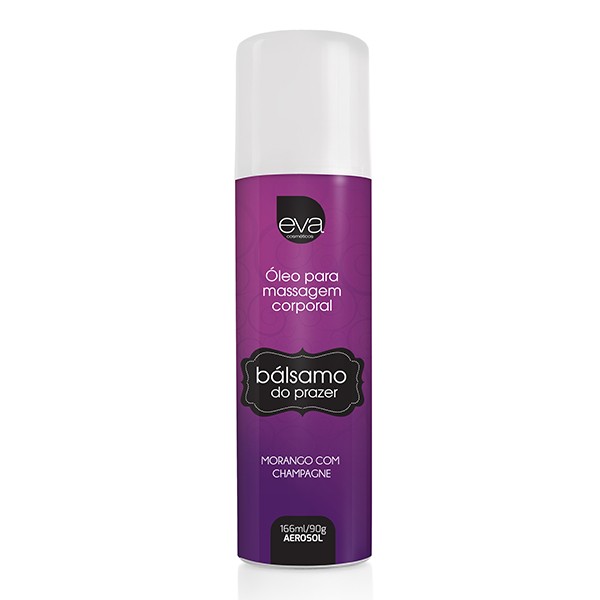 eva
cosméticos
Óleo para
massagem
corporal
bálsamo
do prazer
MORANGO COM
CHAMPAGNE
166ml/90g
AEROSOL